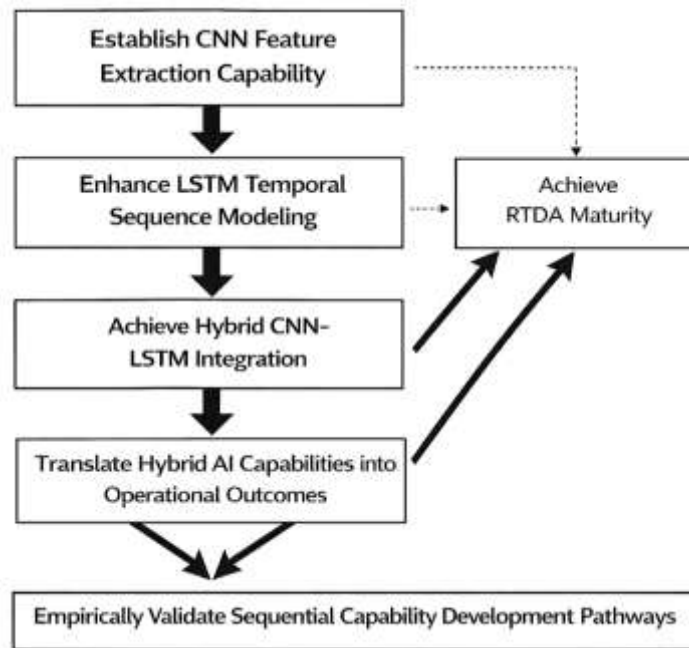 Establish CNN Feature
Extraction Capability
Enhance LSTM Temporal
Sequence Modeling
Achieve
RTDA Maturity
Achieve Hybrid CNN-
LSTM Integration
Translate Hybrid AI Capabilities into
Operational Outcomes
Empirically Validate Sequential Capability Development Pathways